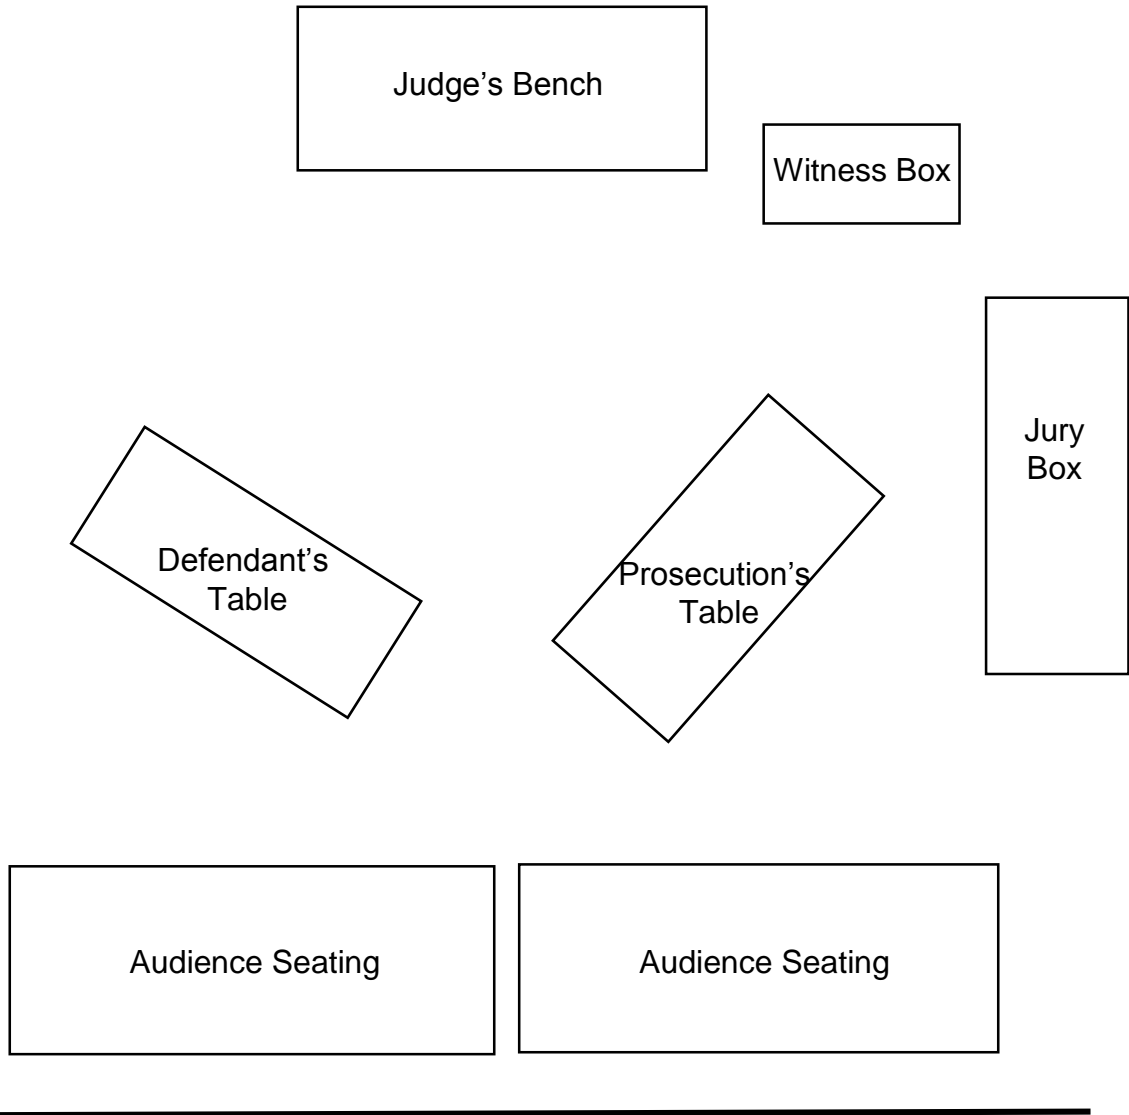 Judge’s Bench
Witness Box
Jury
Box
Defendant’s
Table
Prosecution’s
Table
Audience Seating
Audience Seating